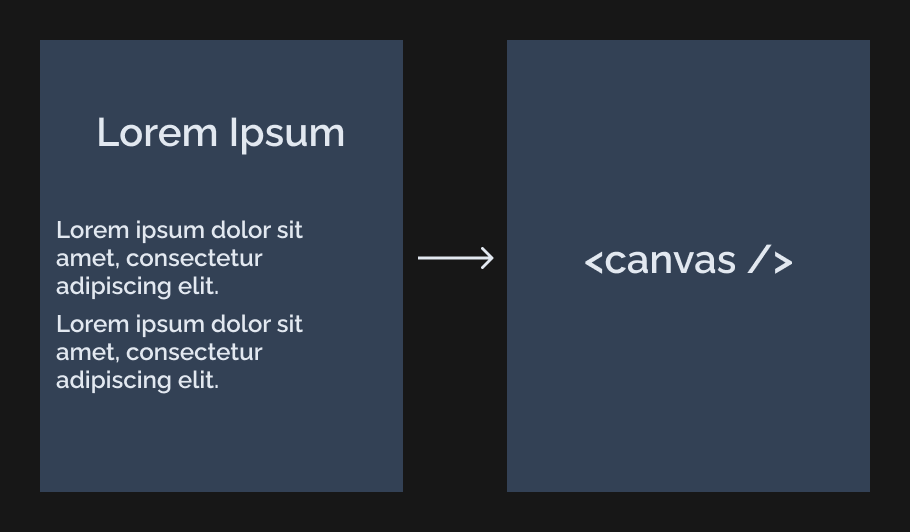 Lorem Ipsum
Lorem ipsum dolor sit
amet, consectetur
adipiscing elit.
Lorem ipsum dolor sit
amet, consectetur
adipiscing elit.
<canvas />